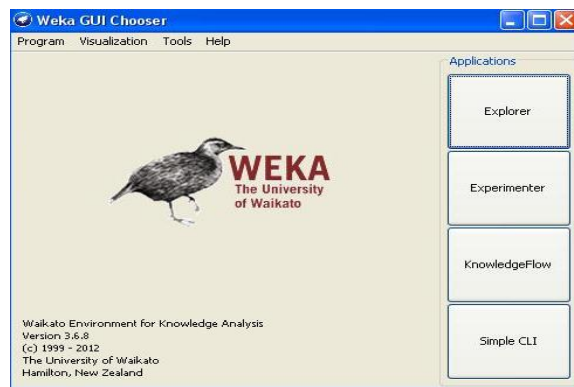 Weka GUI Chooser
Program Visualization Tools Help
Applications
Explorer
WEKA
The University
of Waikato
Experimenter
KnowledgeFlow
Simple CLI
Waikato Environment for Knowledge Analysis
Version 3.6.8
(c) 1999 - 2012
The University of Waikato
Hamilton, New Zealand